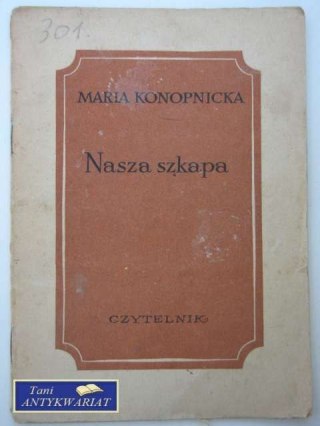 301.
MARIA KONOPNICKA
Nasza szkapa
CZYTELNIK
Tani
ANTYKWARIAT